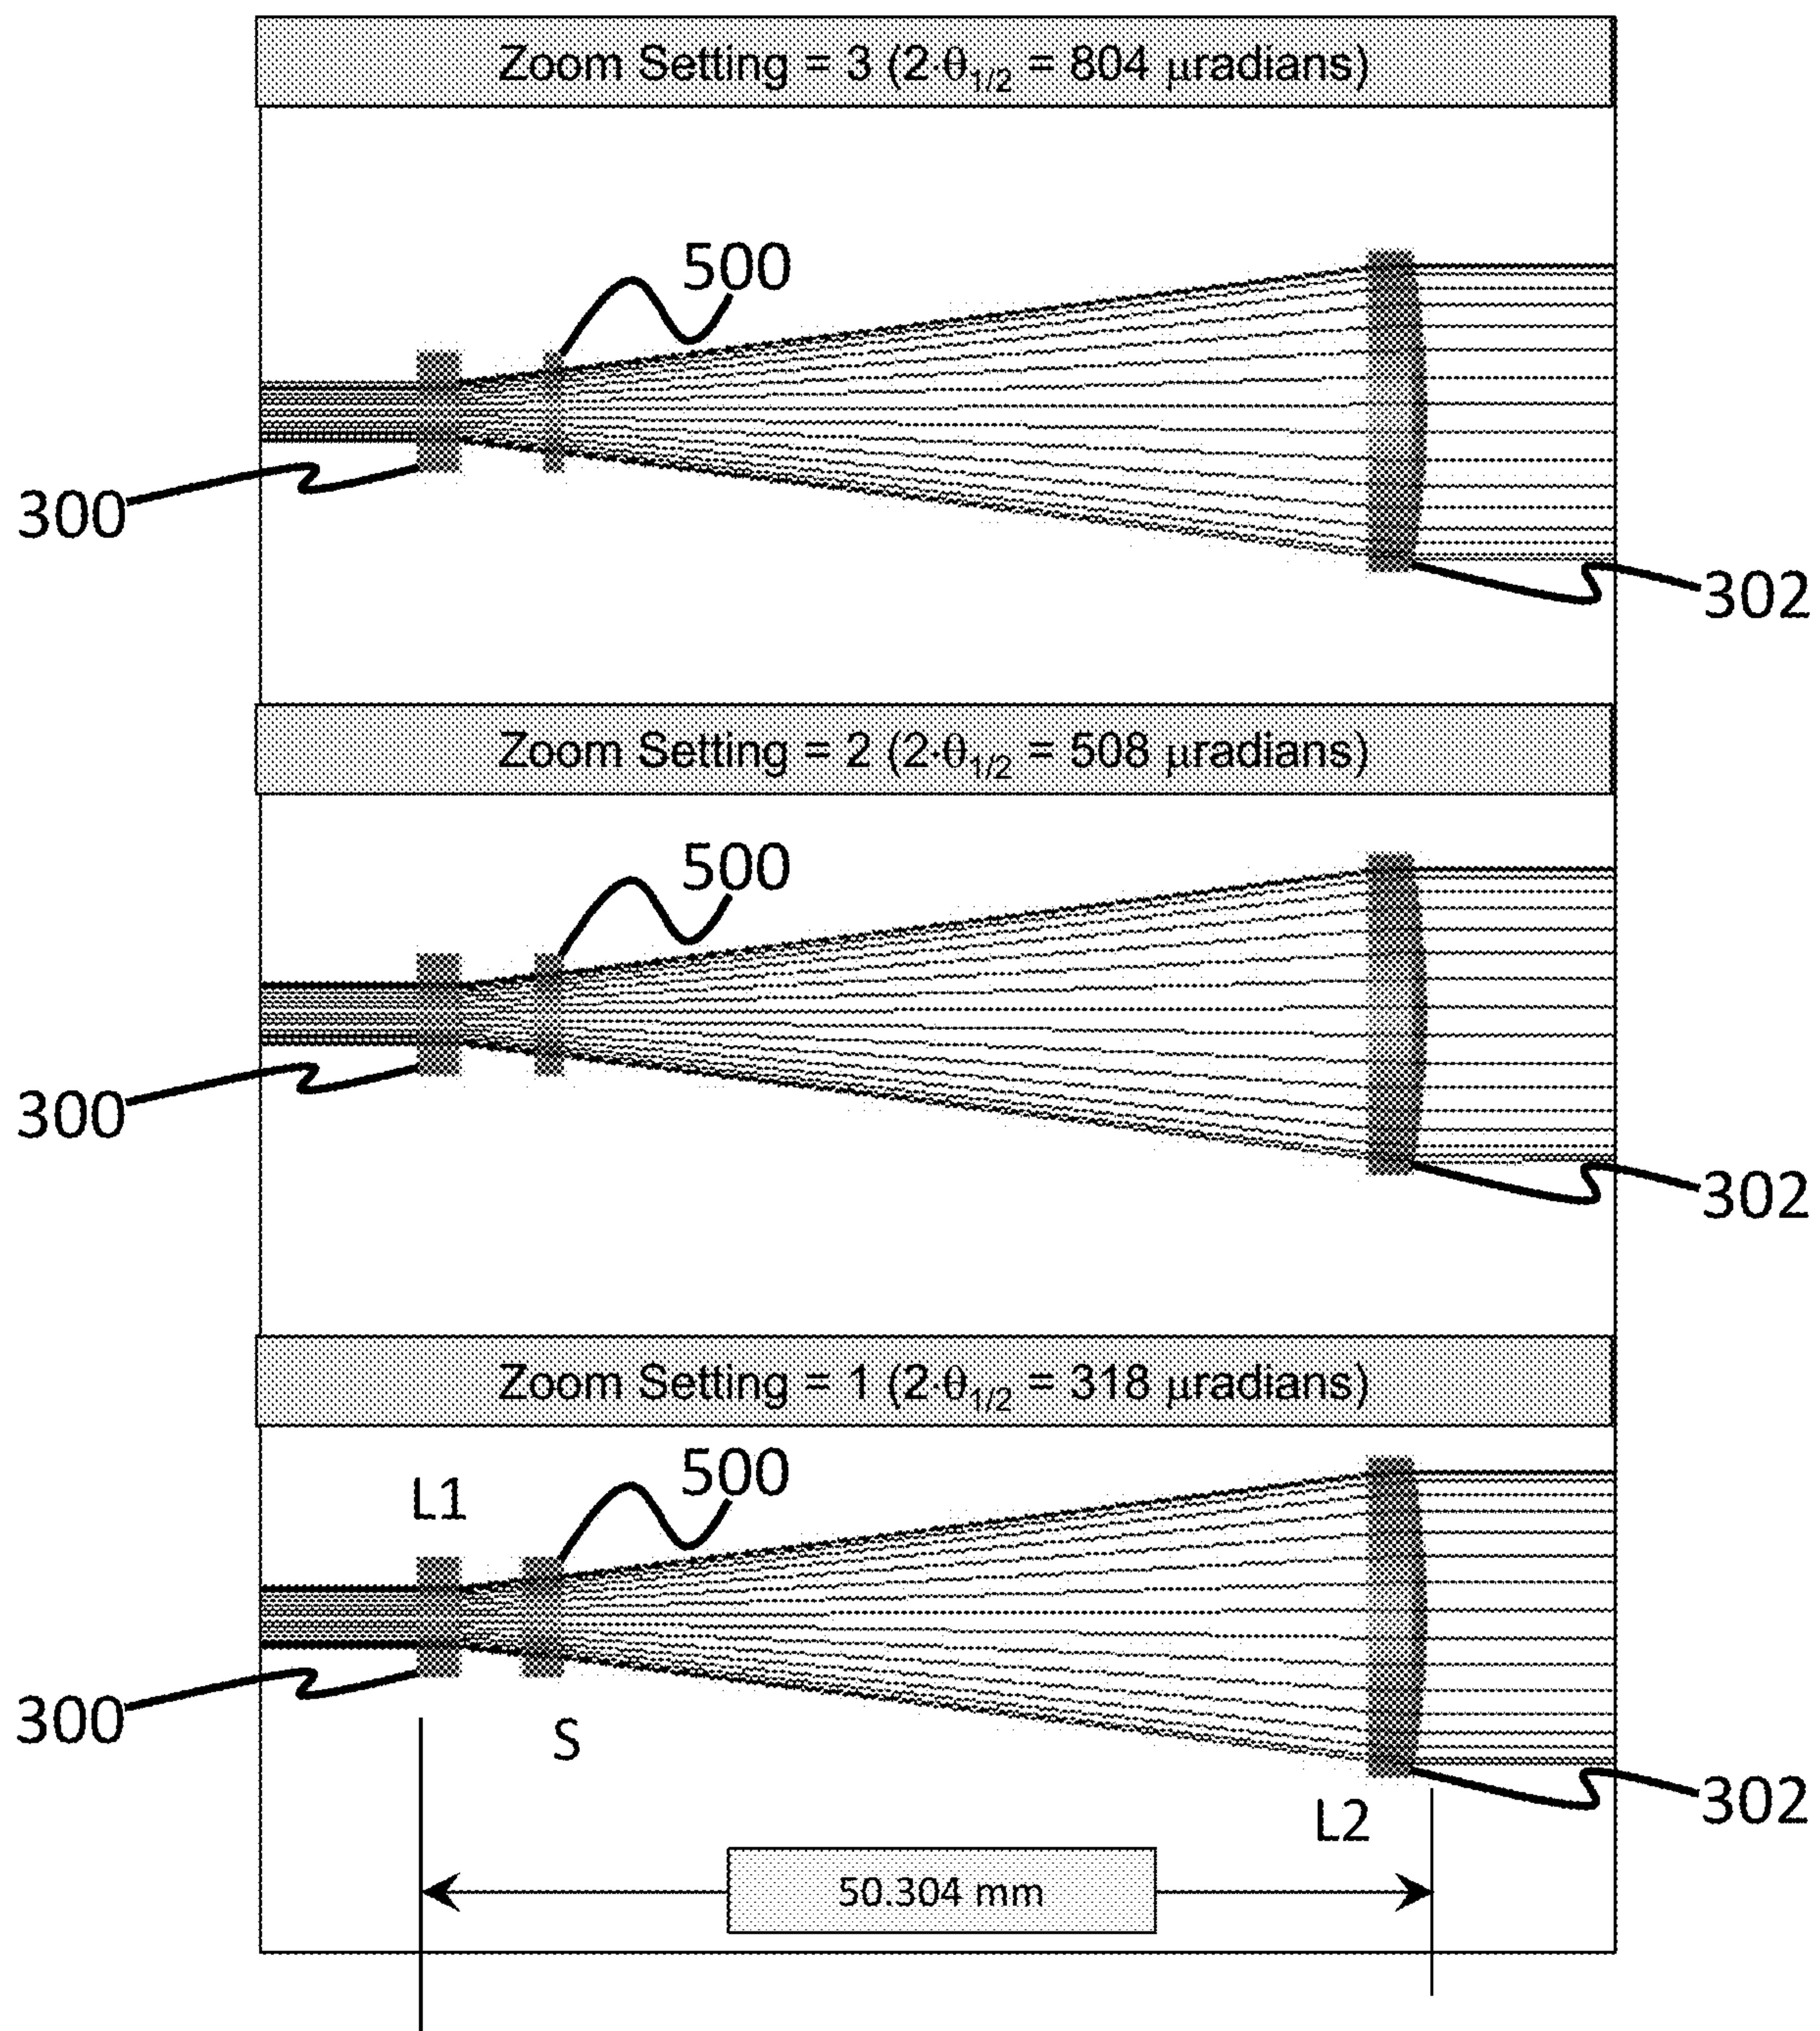 Zoom Setting = 3 (2·θ1/2 = 804 μradians)
500
300
302
Zoom Setting = 2 (2·θ1/2 = 508 μradians)
500
300
302
Zoom Setting = 1 (2·θ1/2 = 318 μradians)
500
L1
300
S
302
L2
50.304 mm